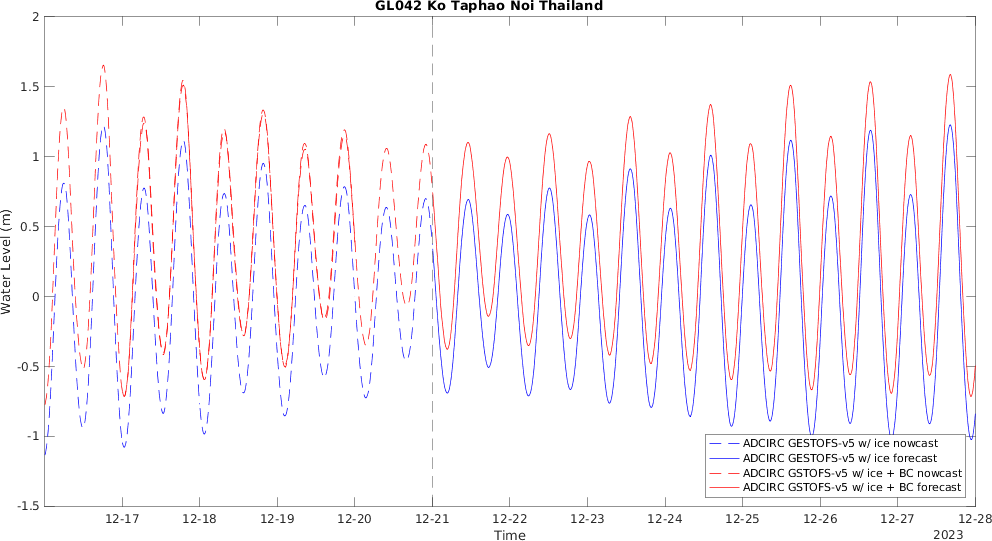 GL042 Ko Taphao Noi Thailand
2
1.5
1
0.5
0
-0.5
-1
-1.5
Water Level (m)
ADCIRC GESTOFS-v5 w/ ice nowcast
ADCIRC GESTOFS-v5 w/ ice forecast
ADCIRC GSTOFS-v5 w/ ice + BC nowcast
ADCIRC GSTOFS-v5 w/ ice + BC forecast
12-17 12-18 12-19 12-20 12-21 12-22 12-23 12-24 12-25 12-26 12-27 12-28
Time 2023